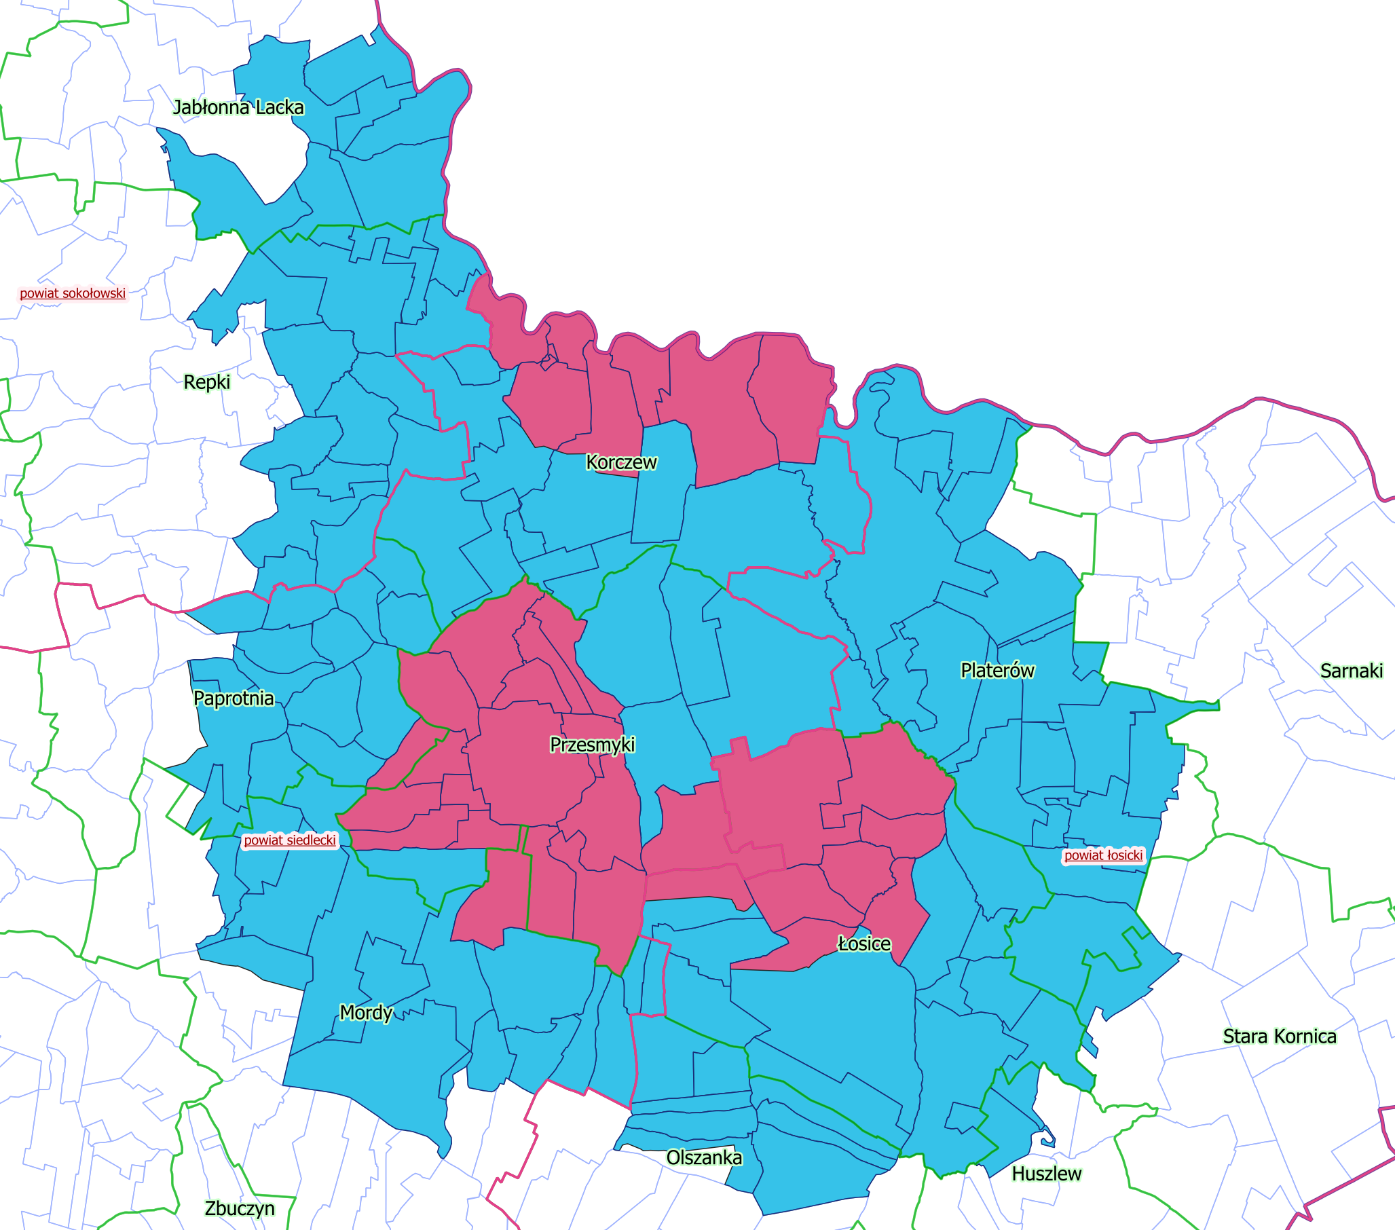 Jabłonna Lacka
powiat sokołowski
Repki
Korczew
Platerów
Sarnaki
Paprotnia
Przesmyki
powiat siedlecki
powiat łosicki
Łosice
Mordy
Stara Kornica
Olszanka
Huszlew
Zbuczyn